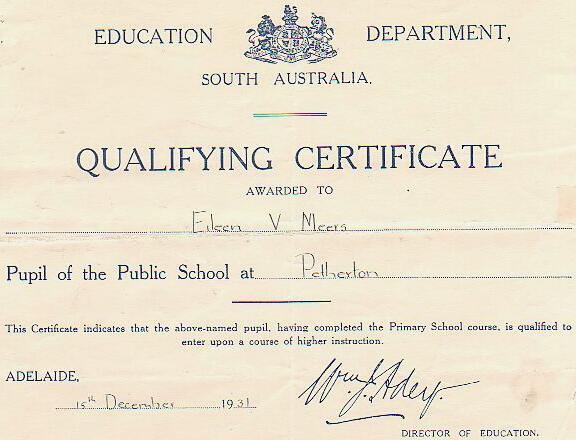 EDUCATION DEPARTMENT,
SOUTH AUSTRALIA.
QUALIFYING CERTIFICATE
AWARDED TO
Eileen V Meers
Pupil of the Public School at Petherton
This Certificate indicates that the above-named pupil, having completed the Primary School course, is qualified to
enter upon a course of higher instruction.
ADELAIDE,
15th December 1931
Wm. J. Adey.
DIRECTOR OF EDUCATION.